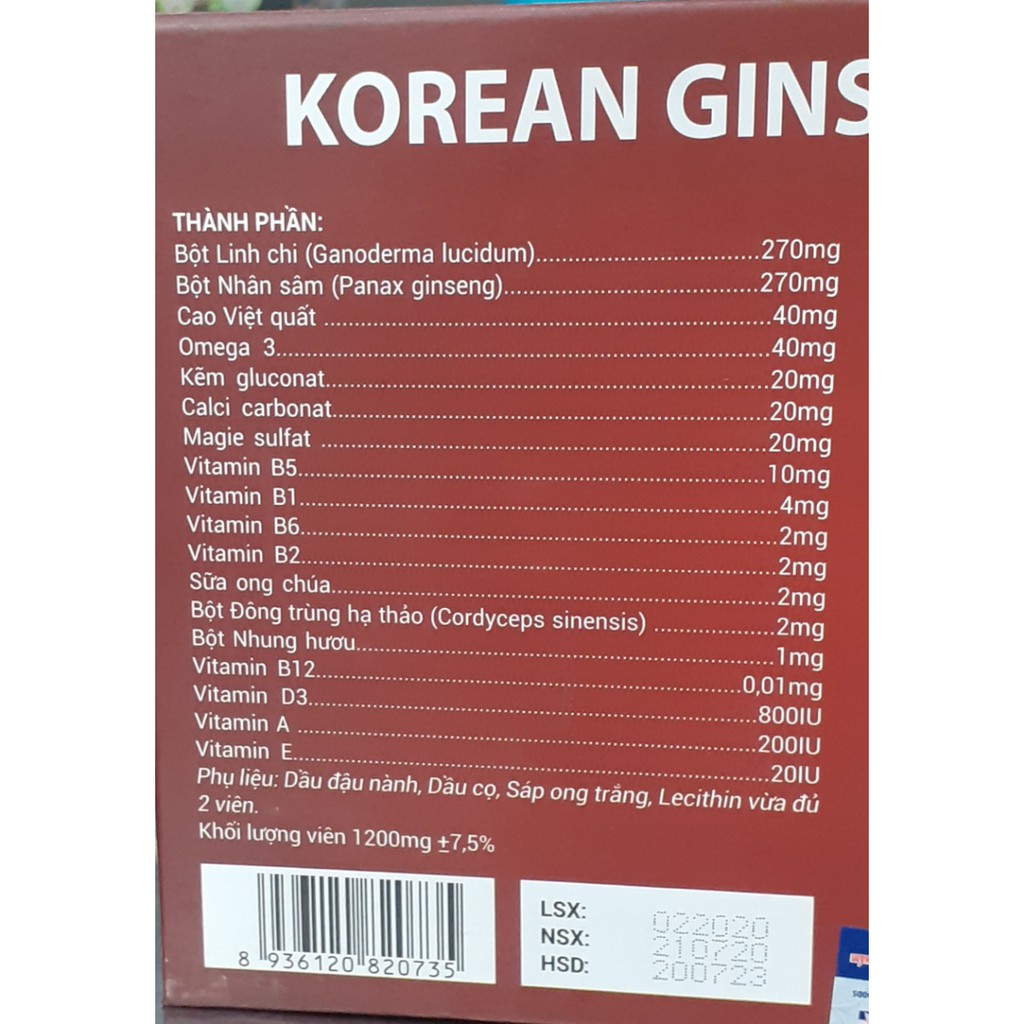 KOREAN GINS
THÀNH PHẦN:
Bột Linh chi (Ganoderma lucidum)..................................270mg
Bột Nhân sâm (Panax ginseng).......................................270mg
Cao Việt quất .....................................................................40mg
Omega 3............................................................................40mg
Kẽm gluconat....................................................................20mg
Calci carbonat...................................................................20mg
Magie sulfat .....................................................................20mg
Vitamin B5........................................................................10mg
Vitamin B1..........................................................................4mg
Vitamin B6..........................................................................2mg
Vitamin B2..........................................................................2mg
Sữa ong chúa.....................................................................2mg
Bột Đông trùng hạ thảo (Cordyceps sinensis) ...................2mg
Bột Nhung hươu.................................................................1mg
Vitamin B12..................................................................0,01mg
Vitamin D3......................................................................800IU
Vitamin A .......................................................................200IU
Vitamin E..........................................................................20IU
Phụ liệu: Dầu đậu nành, Dầu cọ, Sáp ong trắng, Lecithin vừa đủ
2 viên.
Khối lượng viên 1200mg ±7,5%
8 936120 820735
LSX: 022020
NSX: 210720
HSD: 200723